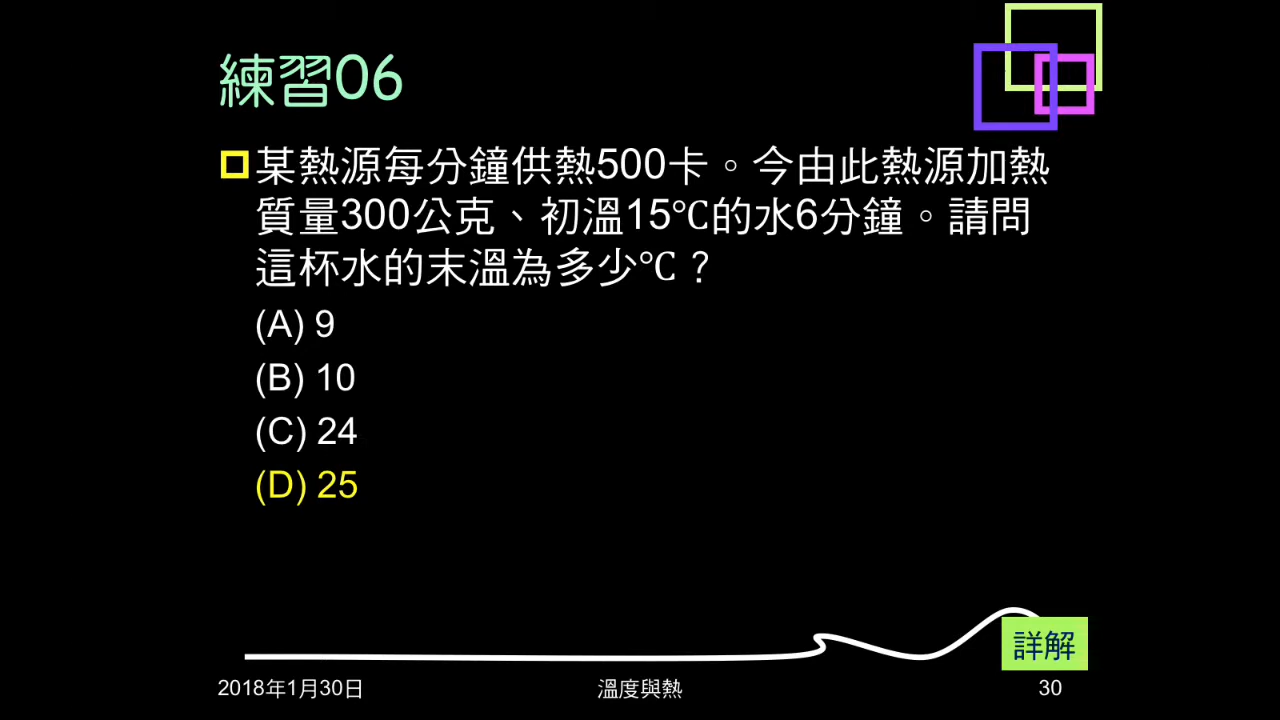 練習06
某熱源每分鐘供熱500卡。今由此熱源加熱
質量300公克、初溫15℃的水6分鐘。請問
這杯水的末溫為多少℃？
(A) 9
(B) 10
(C) 24
(D) 25
詳解
2018年1月30日
溫度與熱
30